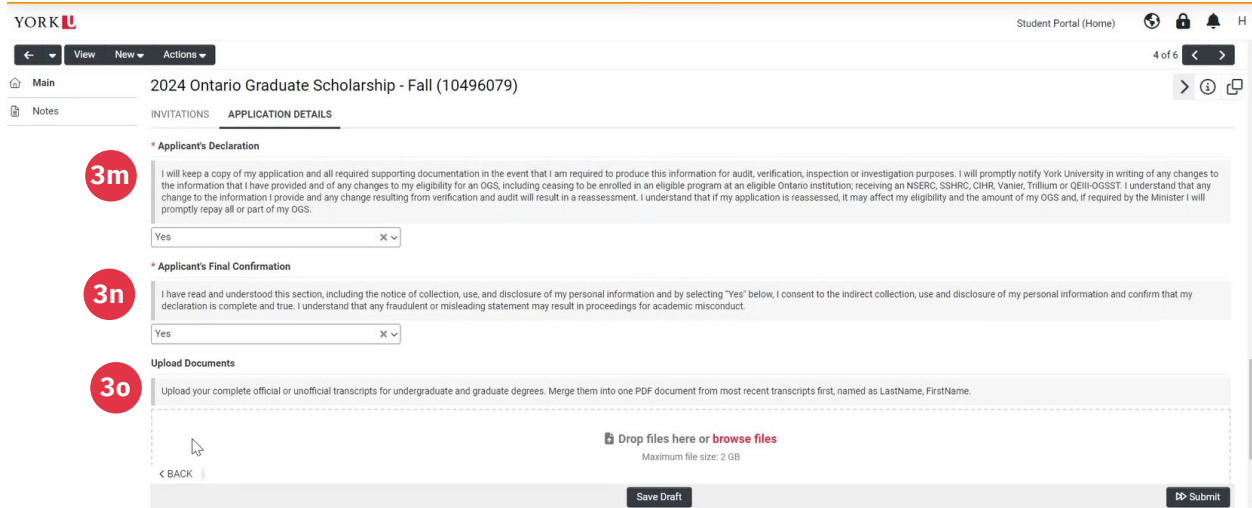 YORK U
Student Portal (Home)
H
View New Actions
4 of 6
Main
Notes
2024 Ontario Graduate Scholarship - Fall (10496079)
INVITATIONS APPLICATION DETAILS
* Applicant's Declaration
3m
I will keep a copy of my application and all required supporting documentation in the event that I am required to produce this information for audit, verification, inspection or investigation purposes. I will promptly notify York University in writing of any changes to
the information that I have provided and of any changes to my eligibility for an OGS, including ceasing to be enrolled in an eligible program at an eligible Ontario institution; receiving an NSERC, SSHRC, CIHR, Vanier, Trillium or QEIII-OGSST. I understand that any
change to the information I provide and any change resulting from verification and audit will result in a reassessment. I understand that if my application is reassessed, it may affect my eligibility and the amount of my OGS and, if required by the Minister I will
promptly repay all or part of my OGS.
Yes
* Applicant's Final Confirmation
3n
I have read and understood this section, including the notice of collection, use, and disclosure of my personal information and by selecting "Yes" below, I consent to the indirect collection, use and disclosure of my personal information and confirm that my
declaration is complete and true. I understand that any fraudulent or misleading statement may result in proceedings for academic misconduct.
Yes
Upload Documents
3o
Upload your complete official or unofficial transcripts for undergraduate and graduate degrees. Merge them into one PDF document from most recent transcripts first, named as LastName, FirstName.
Drop files here or browse files
Maximum file size: 2 GB
< BACK
Save Draft
Submit